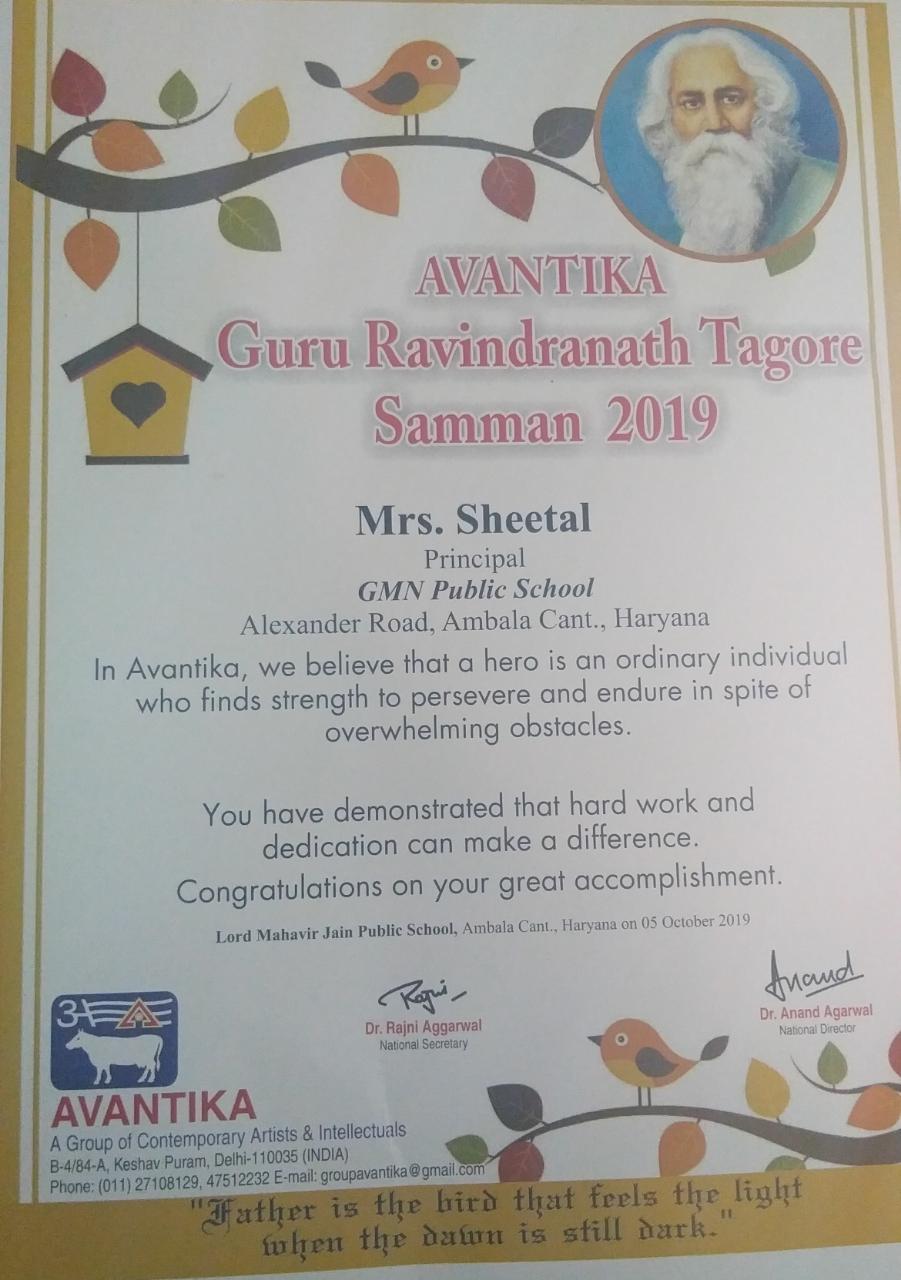 AVANTIKA
Guru Ravindranath Tagore
Samman 2019
Mrs. Sheetal
Principal
GMN Public School
Alexander Road, Ambala Cant., Haryana
In Avantika, we believe that a hero is an ordinary individual
who finds strength to persevere and endure in spite of
overwhelming obstacles.
You have demonstrated that hard work and
dedication can make a difference.
Congratulations on your great accomplishment.
Lord Mahavir Jain Public School, Ambala Cant., Haryana on 05 October 2019
Rajni
Dr. Rajni Aggarwal
National Secretary
Anand
Dr. Anand Agarwal
National Director
AVANTIKA
A Group of Contemporary Artists & Intellectuals
B-4/84-A, Keshav Puram, Delhi-110035 (INDIA)
Phone: (011) 27108129, 47512232 E-mail: groupavantika@gmail.com
"Father is the bird that feels the light
when the dawn is still dark."